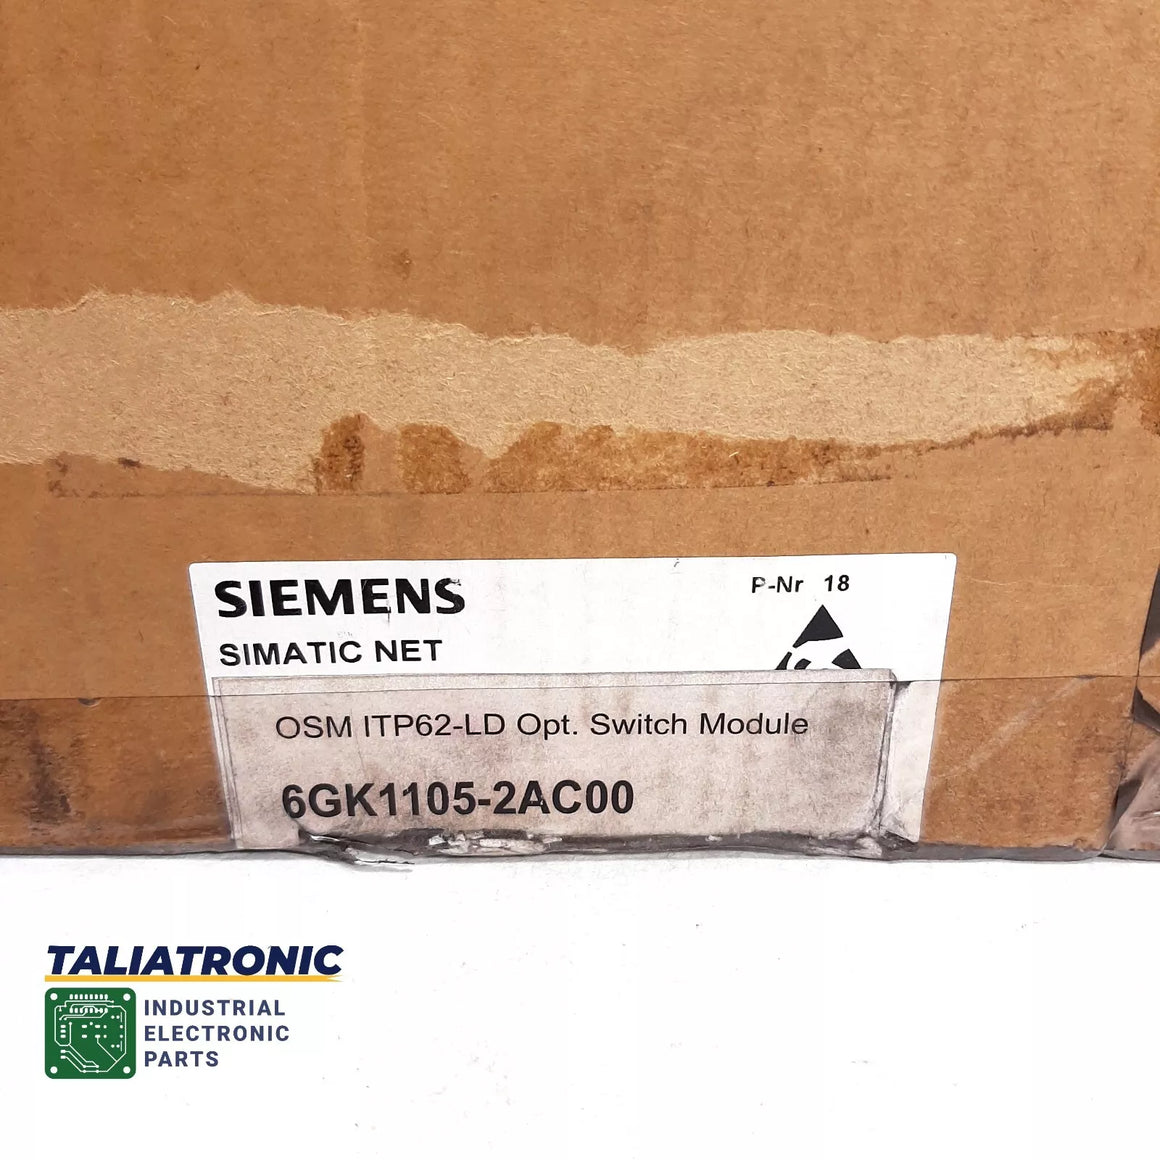 SIEMENS
P-Nr 18
SIMATIC NET
OSM ITP62-LD Opt. Switch Module
6GK1105-2AC00
TALIATRONIC
INDUSTRIAL
ELECTRONIC
PARTS